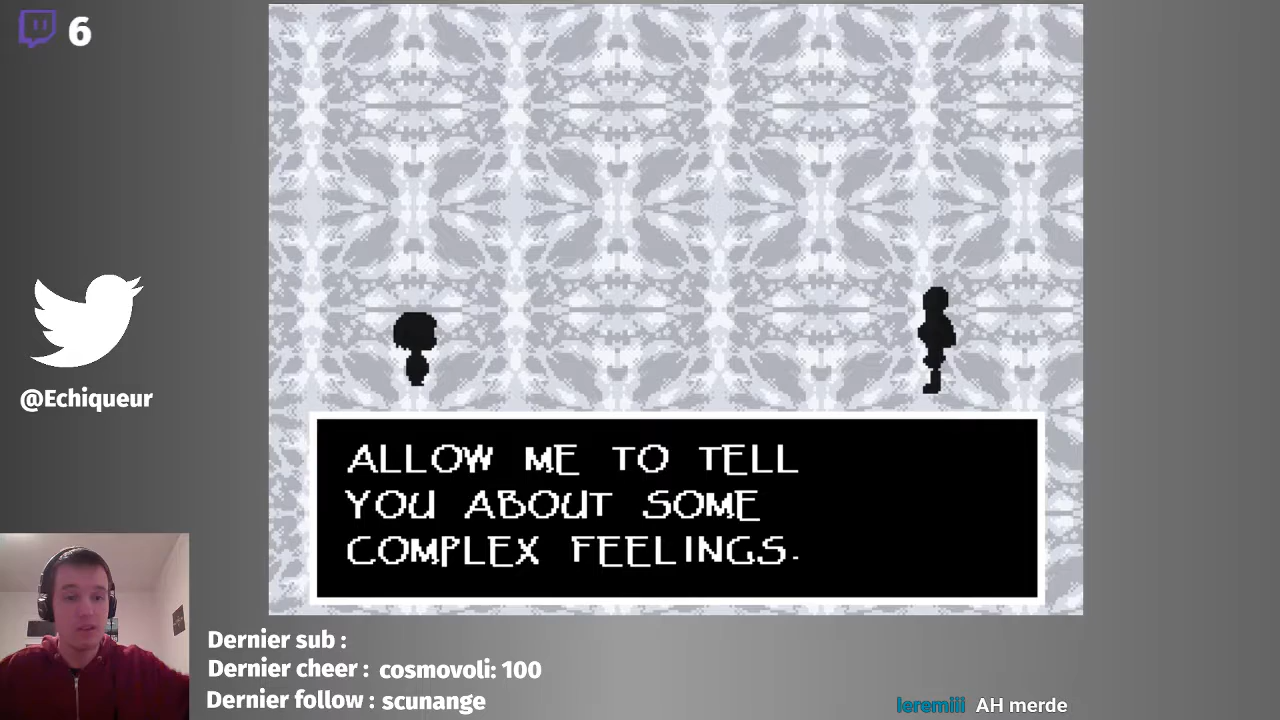 6
ALLOW ME TO TELL
YOU ABOUT SOME
COMPLEX FEELINGS.
@Echiqueur
Dernier sub :
Dernier cheer : cosmovoli: 100
Dernier follow : scunange
leremiii AH merde